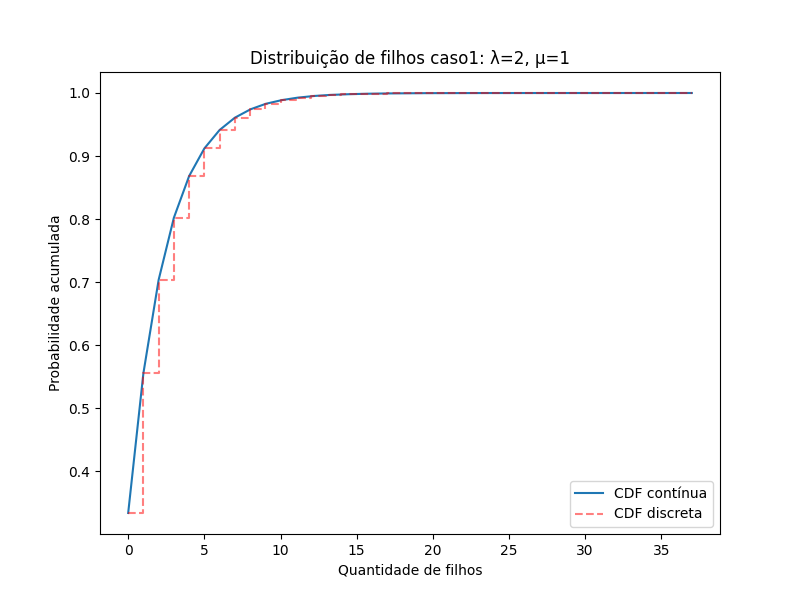 Distribuição de filhos caso1: λ=2, μ=1
Probabilidade acumulada
1.0
0.9
0.8
0.7
0.6
0.5
0.4
CDF contínua
CDF discreta
0 5 10 15 20 25 30 35
Quantidade de filhos